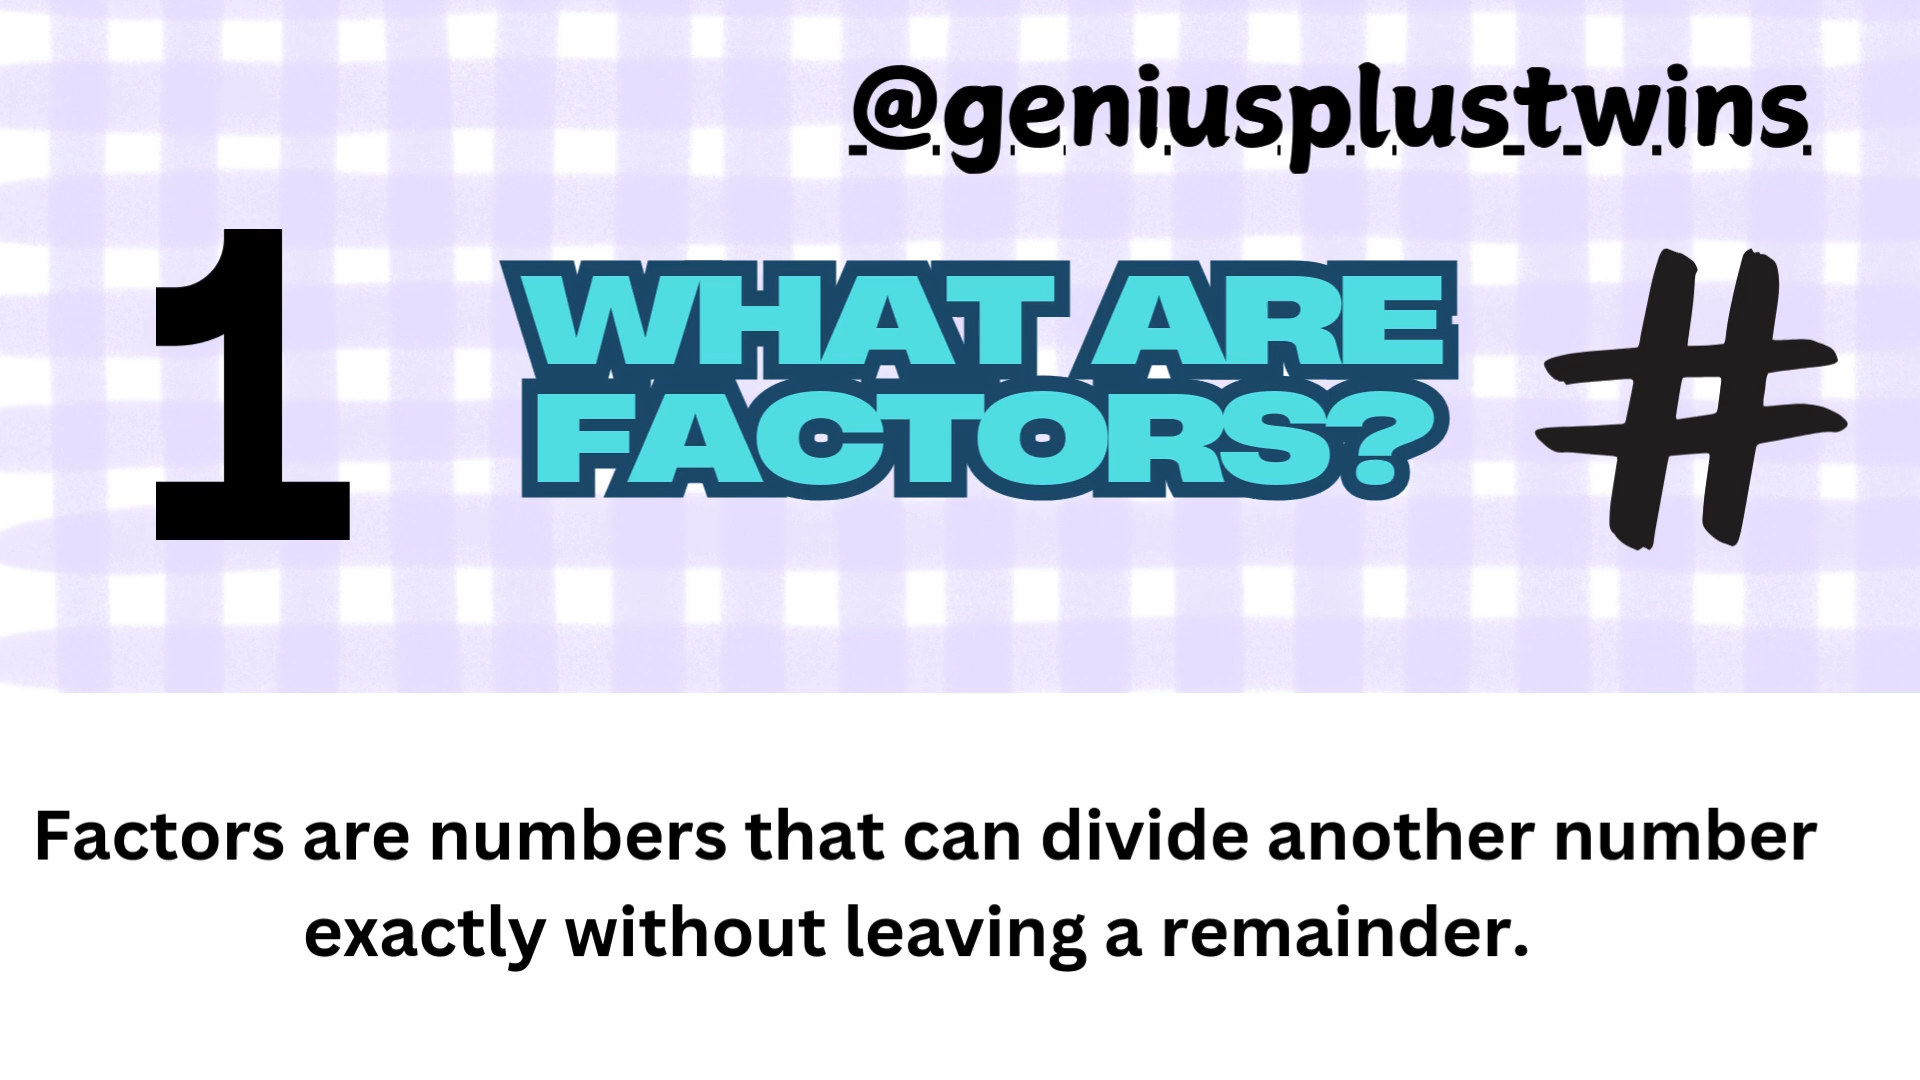 @geniusplustwins
1
WHAT ARE
FACTORS?
#
Factors are numbers that can divide another number
exactly without leaving a remainder.